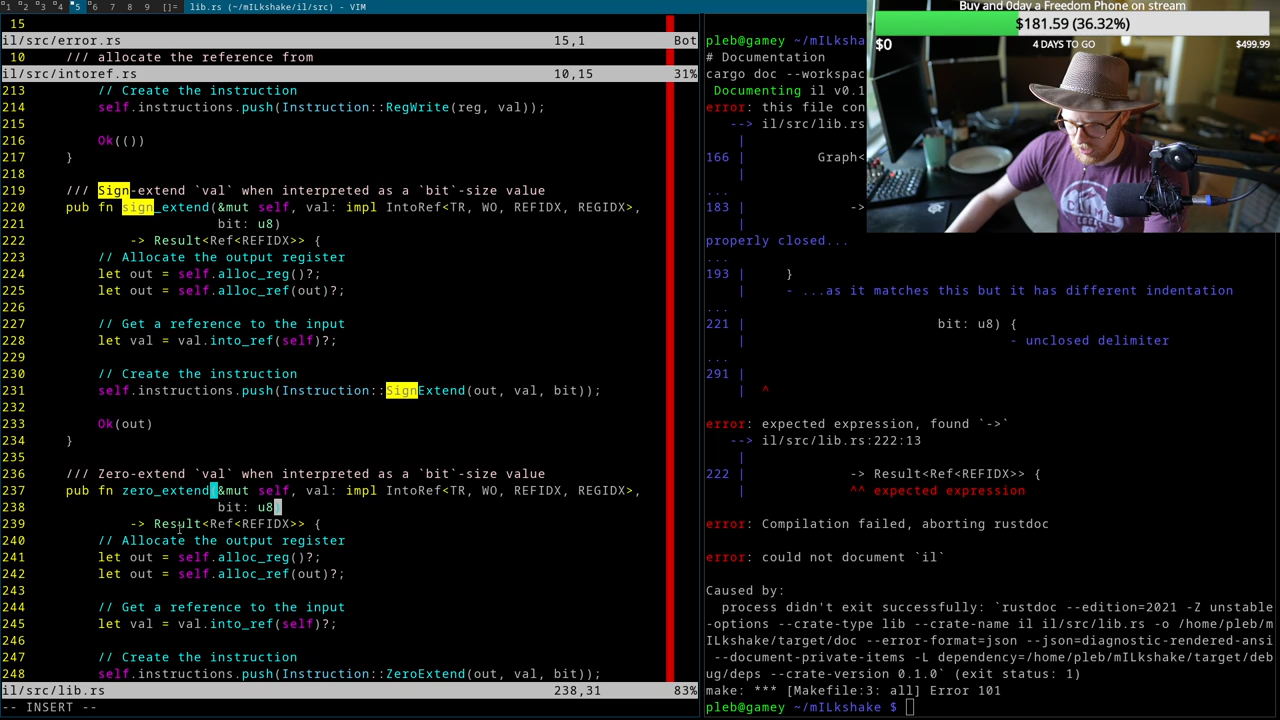 1 2 3 4 5 6 7 8 9 []= lib.rs (~/mILkshake/il/src) - VIM
15
il/src/error.rs 15,1 Bot
10 /// allocate the reference from
il/src/intoref.rs 10,15 31%
213 // Create the instruction
214 self.instructions.push(Instruction::RegWrite(reg, val));
215
216 Ok(())
217 }
218
219 /// Sign-extend `val` when interpreted as a `bit`-size value
220 pub fn sign_extend(&mut self, val: impl IntoRef<TR, WO, REFIDX, REGIDX>,
221 bit: u8)
222 -> Result<Ref<REFIDX>> {
223 // Allocate the output register
224 let out = self.alloc_reg()?;
225 let out = self.alloc_ref(out)?;
226
227 // Get a reference to the input
228 let val = val.into_ref(self)?;
229
230 // Create the instruction
231 self.instructions.push(Instruction::SignExtend(out, val, bit));
232
233 Ok(out)
234 }
235
236 /// Zero-extend `val` when interpreted as a `bit`-size value
237 pub fn zero_extend(&mut self, val: impl IntoRef<TR, WO, REFIDX, REGIDX>,
238 bit: u8)
239 -> Result<Ref<REFIDX>> {
240 // Allocate the output register
241 let out = self.alloc_reg()?;
242 let out = self.alloc_ref(out)?;
243
244 // Get a reference to the input
245 let val = val.into_ref(self)?;
246
247 // Create the instruction
248 self.instructions.push(Instruction::ZeroExtend(out, val, bit));
il/src/lib.rs 238,31 83%
-- INSERT --
pleb@gamey ~/mILksha
# Documentation
cargo doc --workspac
Documenting il v0.1
error: this file con
--> il/src/lib.rs
|
166 | Graph<
|
...
183 | ->
|
properly closed...
...
193 | }
| - ...as it matches this but it has different indentation
...
221 | bit: u8) {
| - unclosed delimiter
...
291 |
| ^
error: expected expression, found `->`
--> il/src/lib.rs:222:13
|
222 | -> Result<Ref<REFIDX>> {
| ^^ expected expression
error: Compilation failed, aborting rustdoc
error: could not document `il`
Caused by:
process didn't exit successfully: `rustdoc --edition=2021 -Z unstable
-options --crate-type lib --crate-name il il/src/lib.rs -o /home/pleb/m
ILkshake/target/doc --error-format=json --json=diagnostic-rendered-ansi
--document-private-items -L dependency=/home/pleb/mILkshake/target/deb
ug/deps --crate-version 0.1.0` (exit status: 1)
make: *** [Makefile:3: all] Error 101
pleb@gamey ~/mILkshake $
Buy and 0day a Freedom Phone on stream
$181.59 (36.32%)
$0 4 DAYS TO GO $499.99